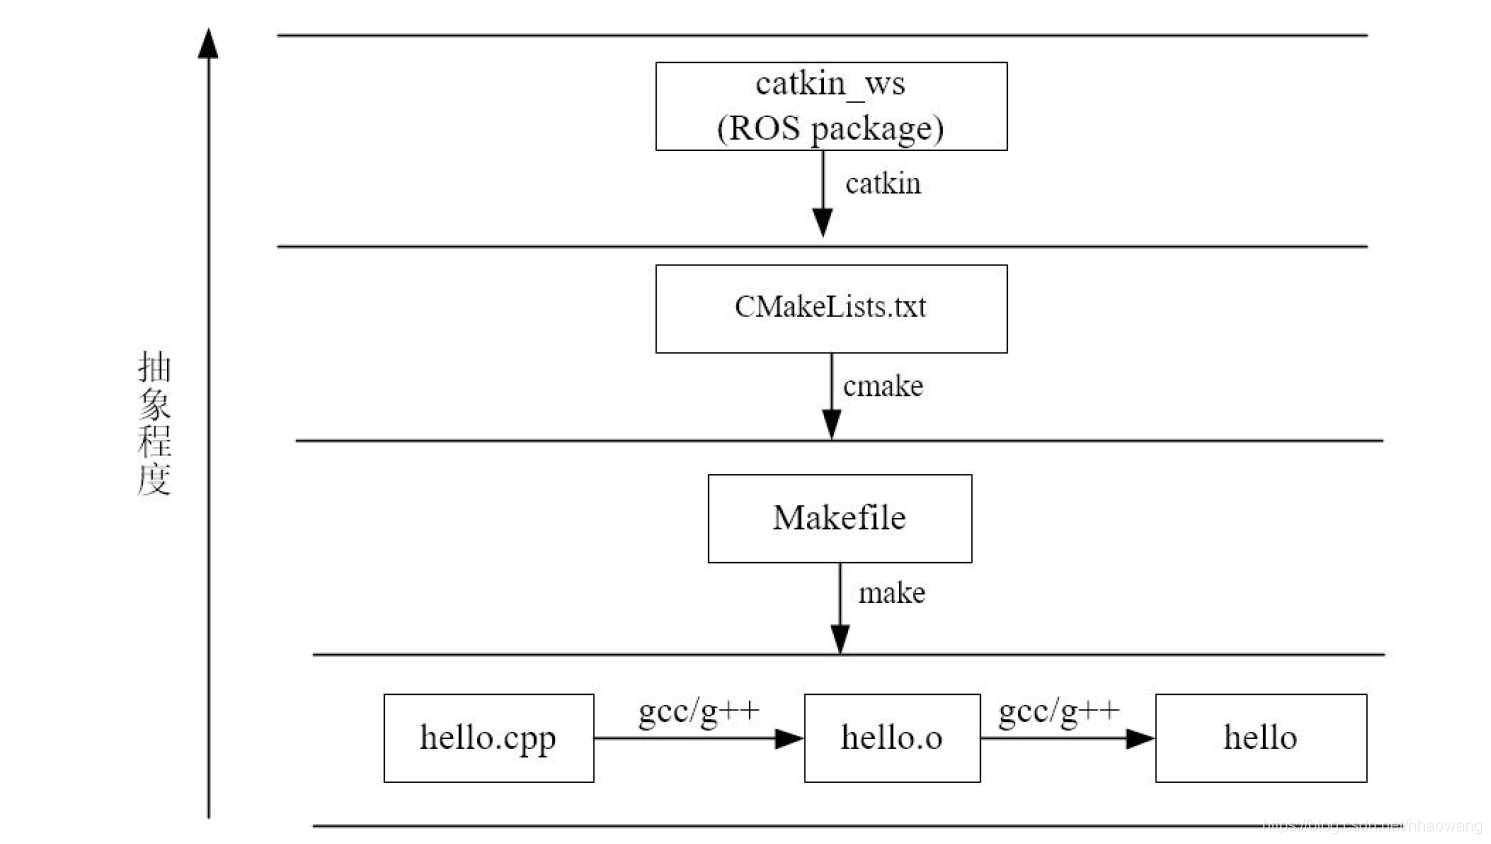 catkin_ws
(ROS package)
catkin
CMakeLists.txt
cmake
抽象程度
Makefile
make
hello.cpp
gcc/g++
hello.o
gcc/g++
hello
https://blog.csdn.net/hhaowang